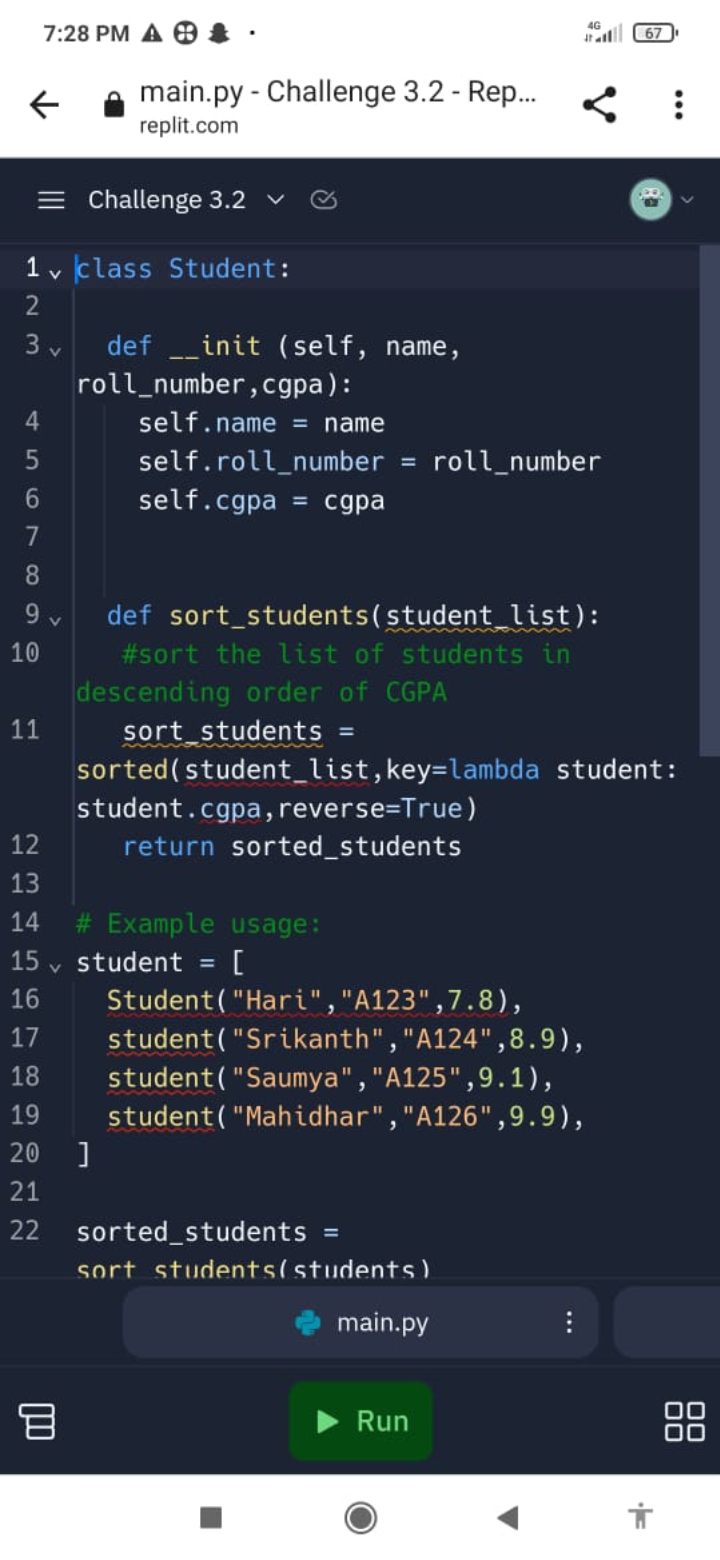 7:28 PM
4G
67
main.py - Challenge 3.2 - Rep...
replit.com
Challenge 3.2
1 class Student:
2
3 def __init (self, name,
roll_number,cgpa):
4 self.name = name
5 self.roll_number = roll_number
6 self.cgpa = cgpa
7
8
9 def sort_students(student_list):
10 #sort the list of students in
descending order of CGPA
11 sort_students =
sorted(student_list,key=lambda student:
student.cgpa,reverse=True)
12 return sorted_students
13
14 # Example usage:
15 student = [
16 Student("Hari","A123",7.8),
17 student("Srikanth","A124",8.9),
18 student("Saumya","A125",9.1),
19 student("Mahidhar","A126",9.9),
20 ]
21
22 sorted_students =
sort_students(students)
main.py
Run